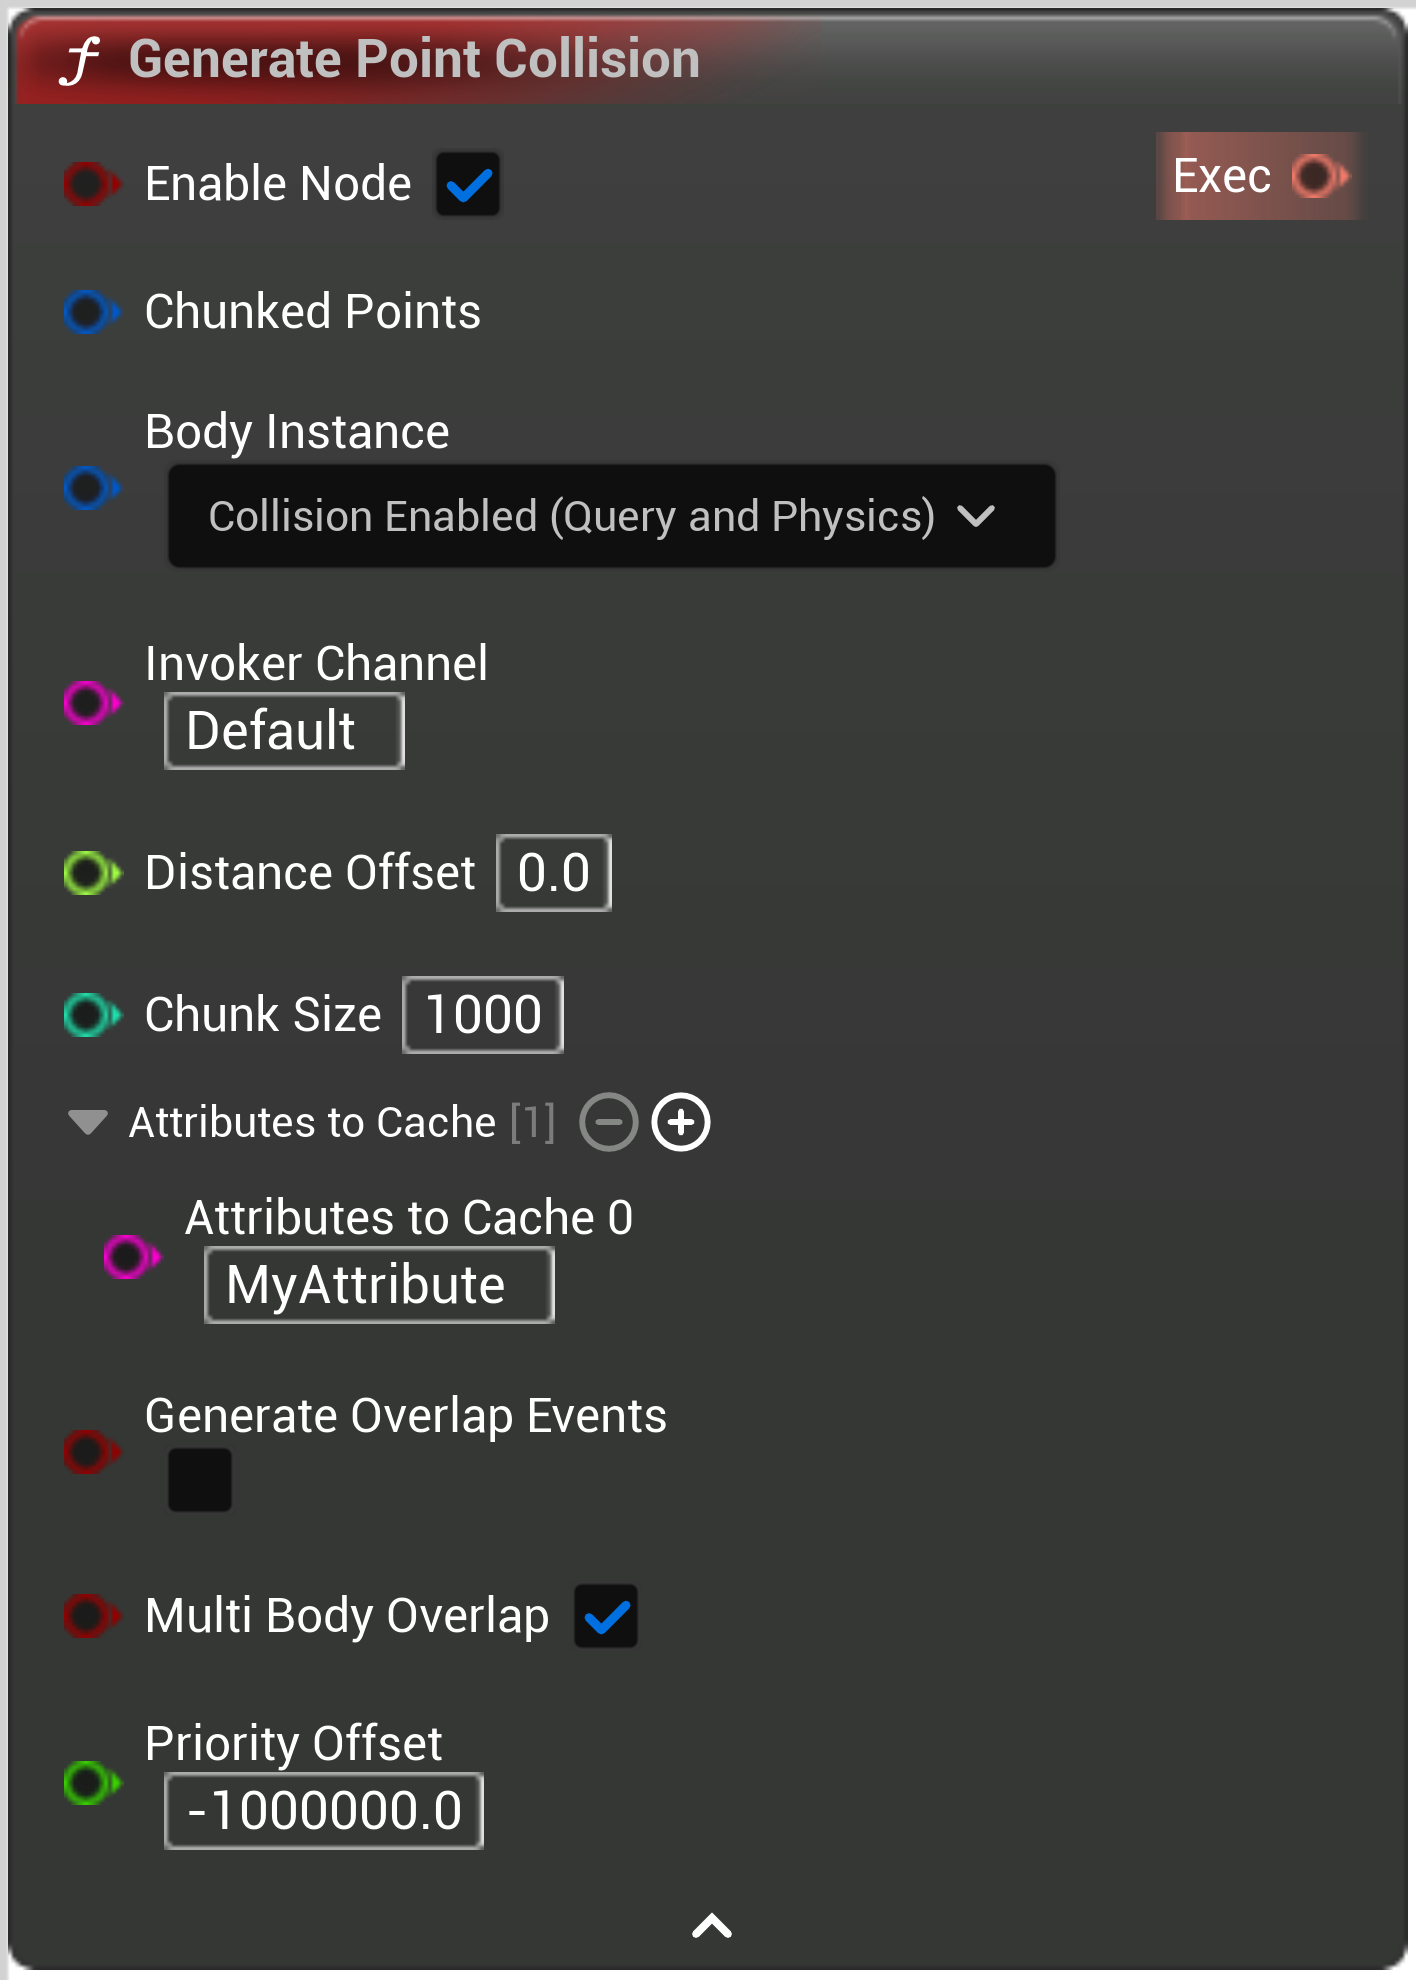 Generate Point Collision
Enable Node
Exec
Chunked Points
Body Instance
Collision Enabled (Query and Physics)
Invoker Channel
Default
Distance Offset 0.0
Chunk Size 1000
Attributes to Cache [1]
Attributes to Cache 0
MyAttribute
Generate Overlap Events
Multi Body Overlap
Priority Offset
-1000000.0